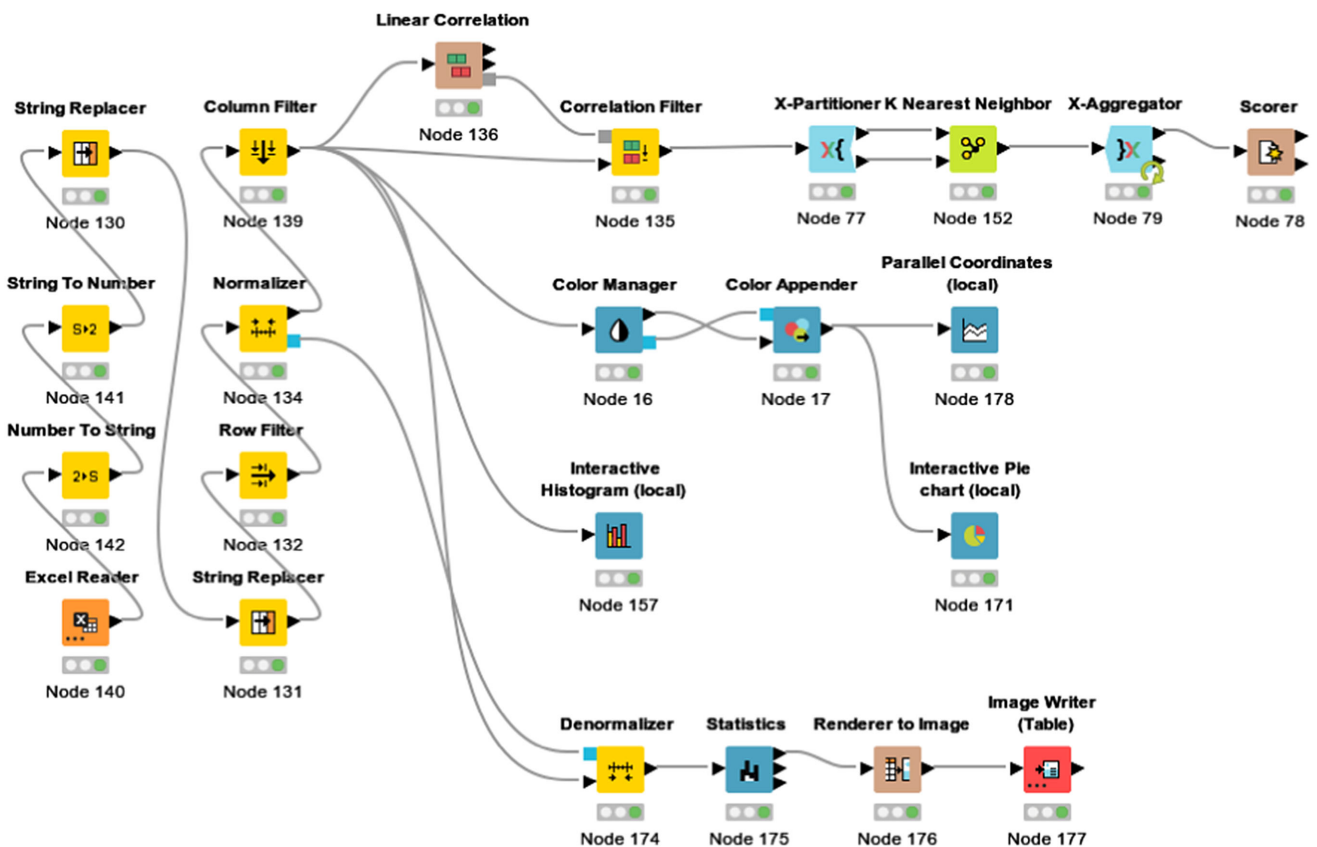 Linear Correlation
Node 136
String Replacer
Node 130
Column Filter
Node 139
Correlation Filter
Node 135
X-Partitioner
X{
Node 77
K Nearest Neighbor
Node 152
X-Aggregator
}X
Node 79
Scorer
Node 78
String To Number
S▸2
Node 141
Normalizer
Node 134
Color Manager
Node 16
Color Appender
Node 17
Parallel Coordinates
(local)
Node 178
Number To String
2▸S
Node 142
Row Filter
Node 132
Interactive
Histogram (local)
Node 157
Interactive Pie
chart (local)
Node 171
Excel Reader
X
Node 140
String Replacer
Node 131
Denormalizer
Node 174
Statistics
Node 175
Renderer to Image
Node 176
Image Writer
(Table)
Node 177